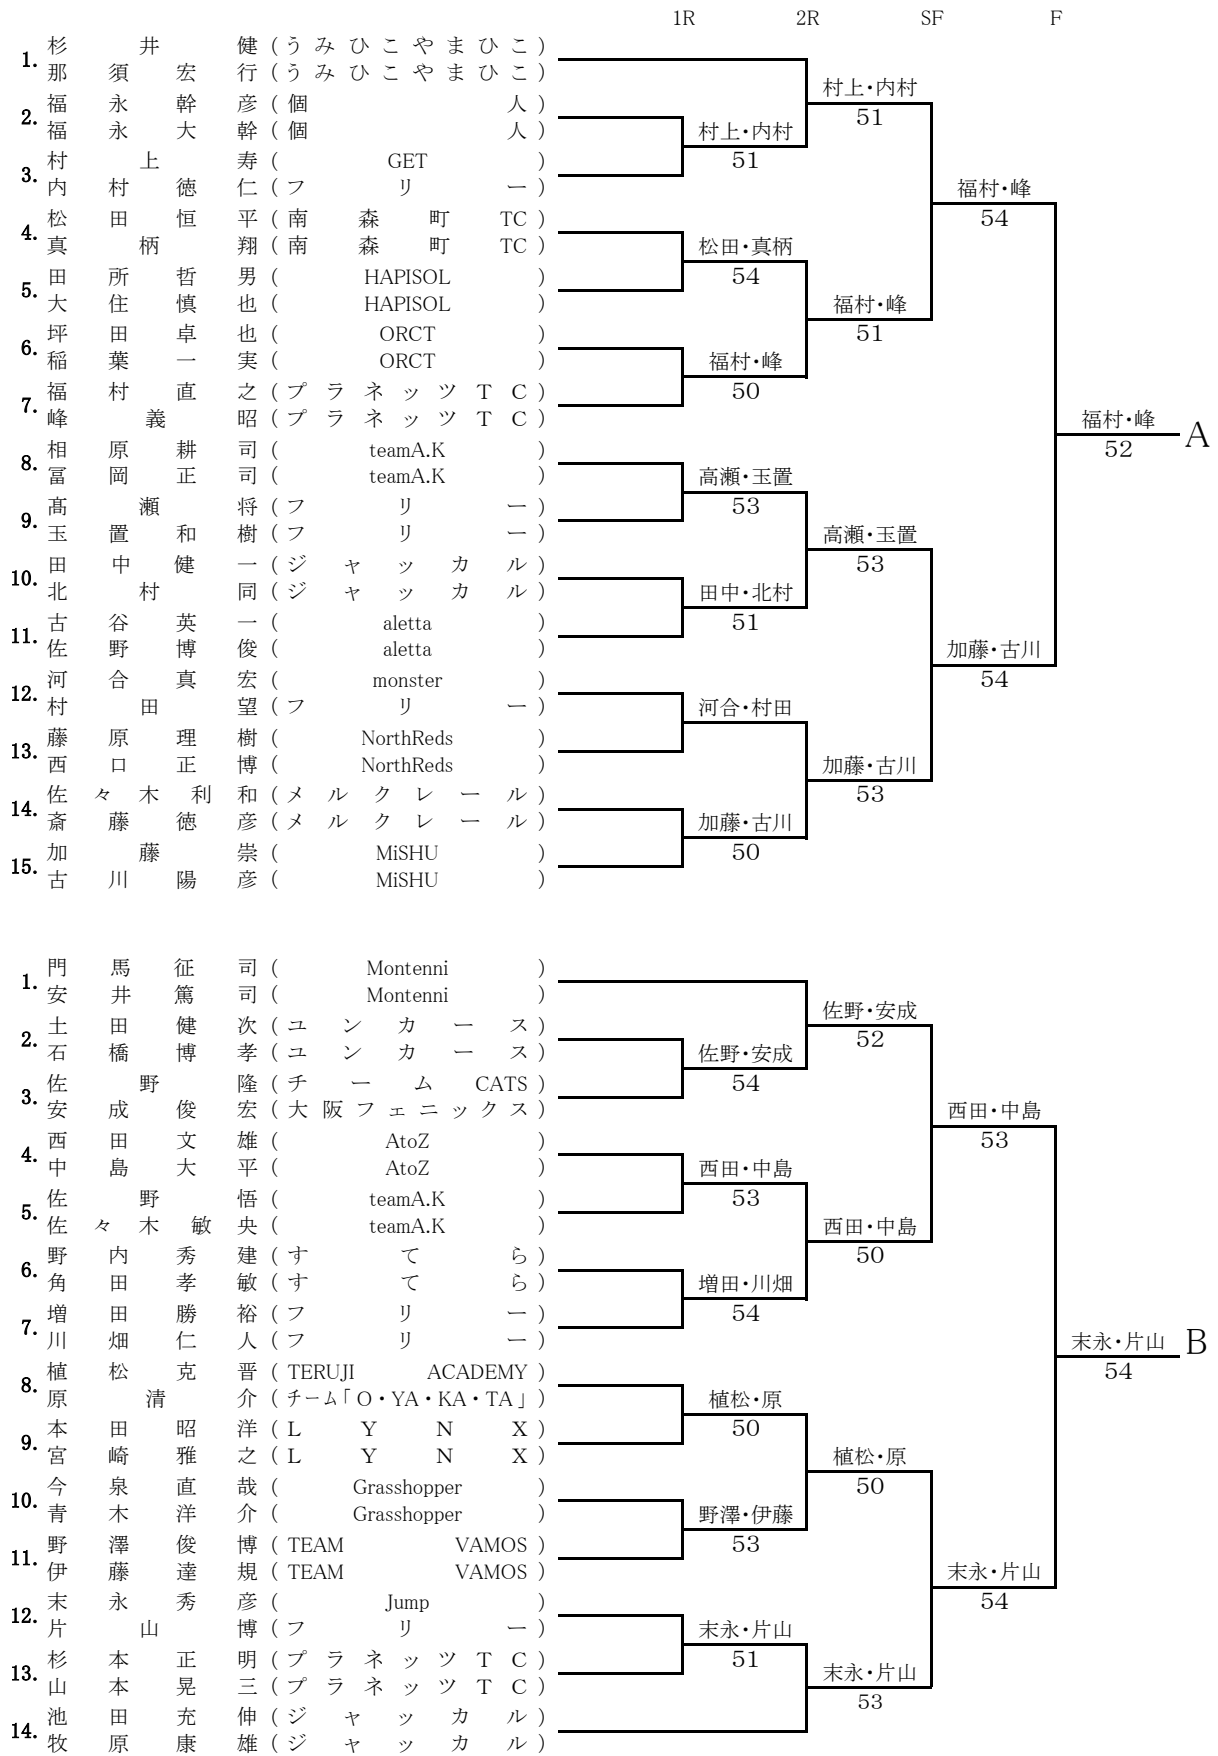 1R 2R SF F
1. 杉井健(うみひこやまひこ)
那須宏行(うみひこやまひこ)
村上・内村
51
2. 福永幹彦(個人)
福永大幹(個人)
村上・内村
51
3. 村上寿(GET)
内村徳仁(フリー)
福村・峰
54
4. 松田恒平(南森町TC)
真柄翔(南森町TC)
松田・真柄
54
5. 田所哲男(HAPISOL)
大住慎也(HAPISOL)
福村・峰
51
6. 坪田卓也(ORCT)
稲葉一実(ORCT)
福村・峰
50
7. 福村直之(プラネッツTC)
峰義昭(プラネッツTC)
福村・峰
52
A
8. 相原耕司(teamA.K)
冨岡正司(teamA.K)
高瀬・玉置
53
9. 髙瀬将(フリー)
玉置和樹(フリー)
高瀬・玉置
53
10. 田中健一(ジャッカル)
北村同(ジャッカル)
田中・北村
51
11. 古谷英一(aletta)
佐野博俊(aletta)
加藤・古川
54
12. 河合真宏(monster)
村田望(フリー)
河合・村田
13. 藤原理樹(NorthReds)
西口正博(NorthReds)
加藤・古川
53
14. 佐々木利和(メルクレール)
斎藤徳彦(メルクレール)
加藤・古川
50
15. 加藤崇(MiSHU)
古川陽彦(MiSHU)
1. 門馬征司(Montenni)
安井篤司(Montenni)
佐野・安成
52
2. 土田健次(ユンカース)
石橋博孝(ユンカース)
佐野・安成
54
3. 佐野隆(チームCATS)
安成俊宏(大阪フェニックス)
西田・中島
53
4. 西田文雄(AtoZ)
中島大平(AtoZ)
西田・中島
53
5. 佐野悟(teamA.K)
佐々木敏央(teamA.K)
西田・中島
50
6. 野内秀建(すてら)
角田孝敏(すてら)
増田・川畑
54
7. 増田勝裕(フリー)
川畑仁人(フリー)
末永・片山
54
B
8. 植松克晋(TERUJI ACADEMY)
原清介(チーム「O・YA・KA・TA」)
植松・原
50
9. 本田昭洋(LYNX)
宮崎雅之(LYNX)
植松・原
50
10. 今泉直哉(Grasshopper)
青木洋介(Grasshopper)
野澤・伊藤
53
11. 野澤俊博(TEAM VAMOS)
伊藤達規(TEAM VAMOS)
末永・片山
54
12. 末永秀彦(Jump)
片山博(フリー)
末永・片山
51
13. 杉本正明(プラネッツTC)
山本晃三(プラネッツTC)
末永・片山
53
14. 池田充伸(ジャッカル)
牧原康雄(ジャッカル)